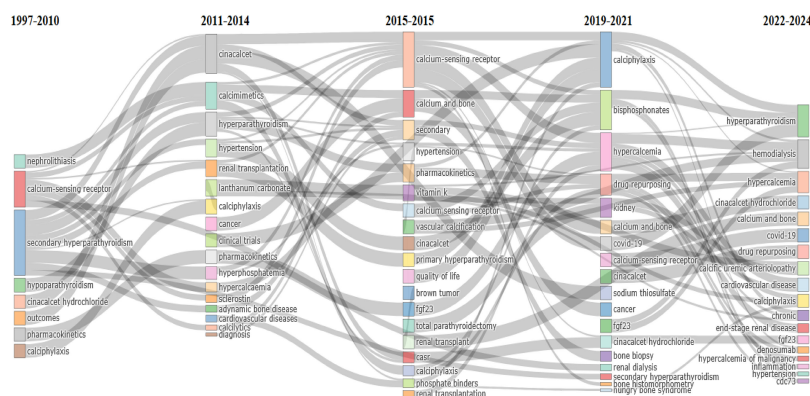 1997-2010
nephrolithiasis
calcium-sensing receptor
secondary hyperparathyroidism
hypoparathyroidism
cinacalcet hydrochloride
outcomes
pharmacokinetics
calciphylaxis
2011-2014
cinacalcet
calcimimetics
hyperparathyroidism
hypertension
renal transplantation
lanthanum carbonate
calciphylaxis
cancer
clinical trials
pharmacokinetics
hyperphosphatemia
hypercalcaemia
sclerostin
adynamic bone disease
cardiovascular diseases
calcilytics
diagnosis
2015-2015
calcium-sensing receptor
calcium and bone
secondary
hypertension
pharmacokinetics
vitamin k
calcium sensing receptor
vascular calcification
cinacalcet
primary hyperparathyroidism
quality of life
brown tumor
fgf23
total parathyroidectomy
renal transplant
casr
calciphylaxis
phosphate binders
renal transplantation
2019-2021
calciphylaxis
bisphosphonates
hypercalcemia
drug-repurposing
kidney
calcium and bone
covid-19
calcium-sensing receptor
cinacalcet
sodium thiosulfate
cancer
fgf23
cinacalcet hydrochloride
bone biopsy
renal dialysis
secondary hyperparathyroidism
bone histomorphometry
hungry bone syndrome
2022-2024
hyperparathyroidism
hemodialysis
hypercalcemia
cinacalcet hydrochloride
calcium and bone
covid-19
drug repurposing
calcific uremic arteriolopathy
cardiovascular disease
calciphylaxis
chronic
end-stage renal disease
fgf23
denosumab
hypercalcemia of malignancy
inflammation
hypertension
cdc73